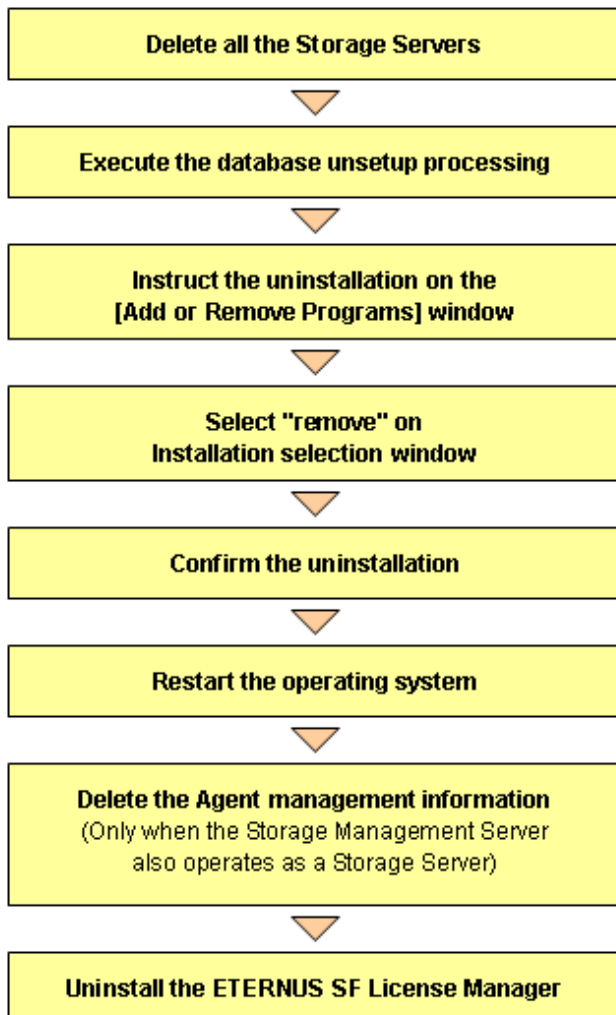 Delete all the Storage Servers
Execute the database unsetup processing
Instruct the uninstallation on the
[Add or Remove Programs] window
Select "remove" on
Installation selection window
Confirm the uninstallation
Restart the operating system
Delete the Agent management information
(Only when the Storage Management Server
also operates as a Storage Server)
Uninstall the ETERNUS SF License Manager